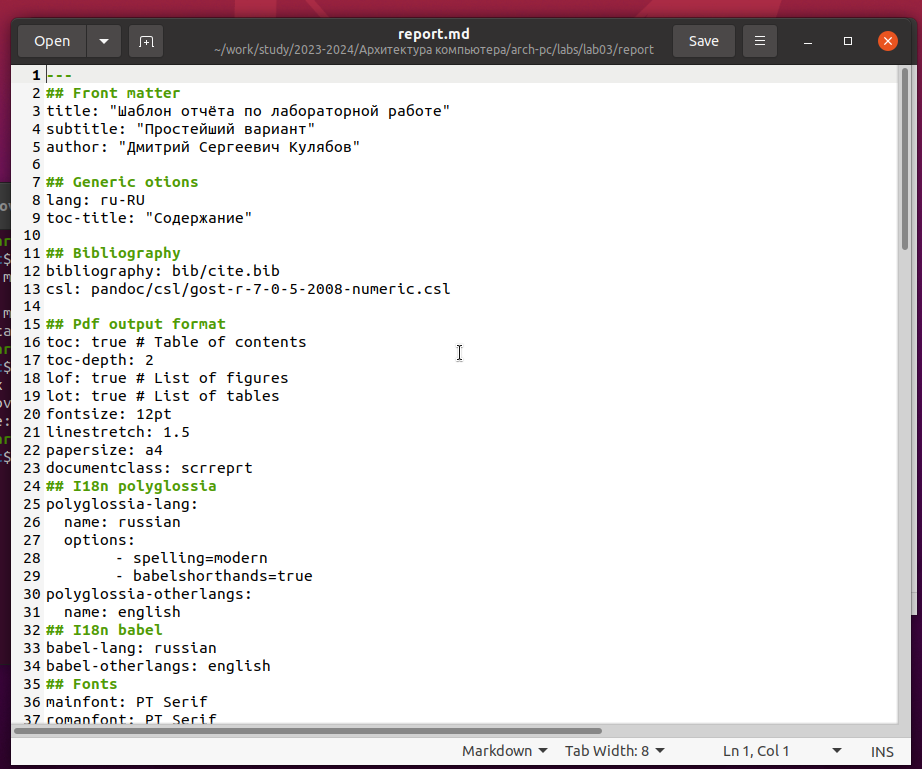 Open
report.md
~/work/study/2023-2024/Архитектура компьютера/arch-pc/labs/lab03/report
Save
1 ---
2 ## Front matter
3 title: "Шаблон отчёта по лабораторной работе"
4 subtitle: "Простейший вариант"
5 author: "Дмитрий Сергеевич Кулябов"
6
7 ## Generic otions
8 lang: ru-RU
9 toc-title: "Содержание"
10
11 ## Bibliography
12 bibliography: bib/cite.bib
13 csl: pandoc/csl/gost-r-7-0-5-2008-numeric.csl
14
15 ## Pdf output format
16 toc: true # Table of contents
17 toc-depth: 2
18 lof: true # List of figures
19 lot: true # List of tables
20 fontsize: 12pt
21 linestretch: 1.5
22 papersize: a4
23 documentclass: scrreprt
24 ## I18n polyglossia
25 polyglossia-lang:
26   name: russian
27   options:
28         - spelling=modern
29         - babelshorthands=true
30 polyglossia-otherlangs:
31   name: english
32 ## I18n babel
33 babel-lang: russian
34 babel-otherlangs: english
35 ## Fonts
36 mainfont: PT Serif
37 romanfont: PT Serif
Markdown
Tab Width: 8
Ln 1, Col 1
INS